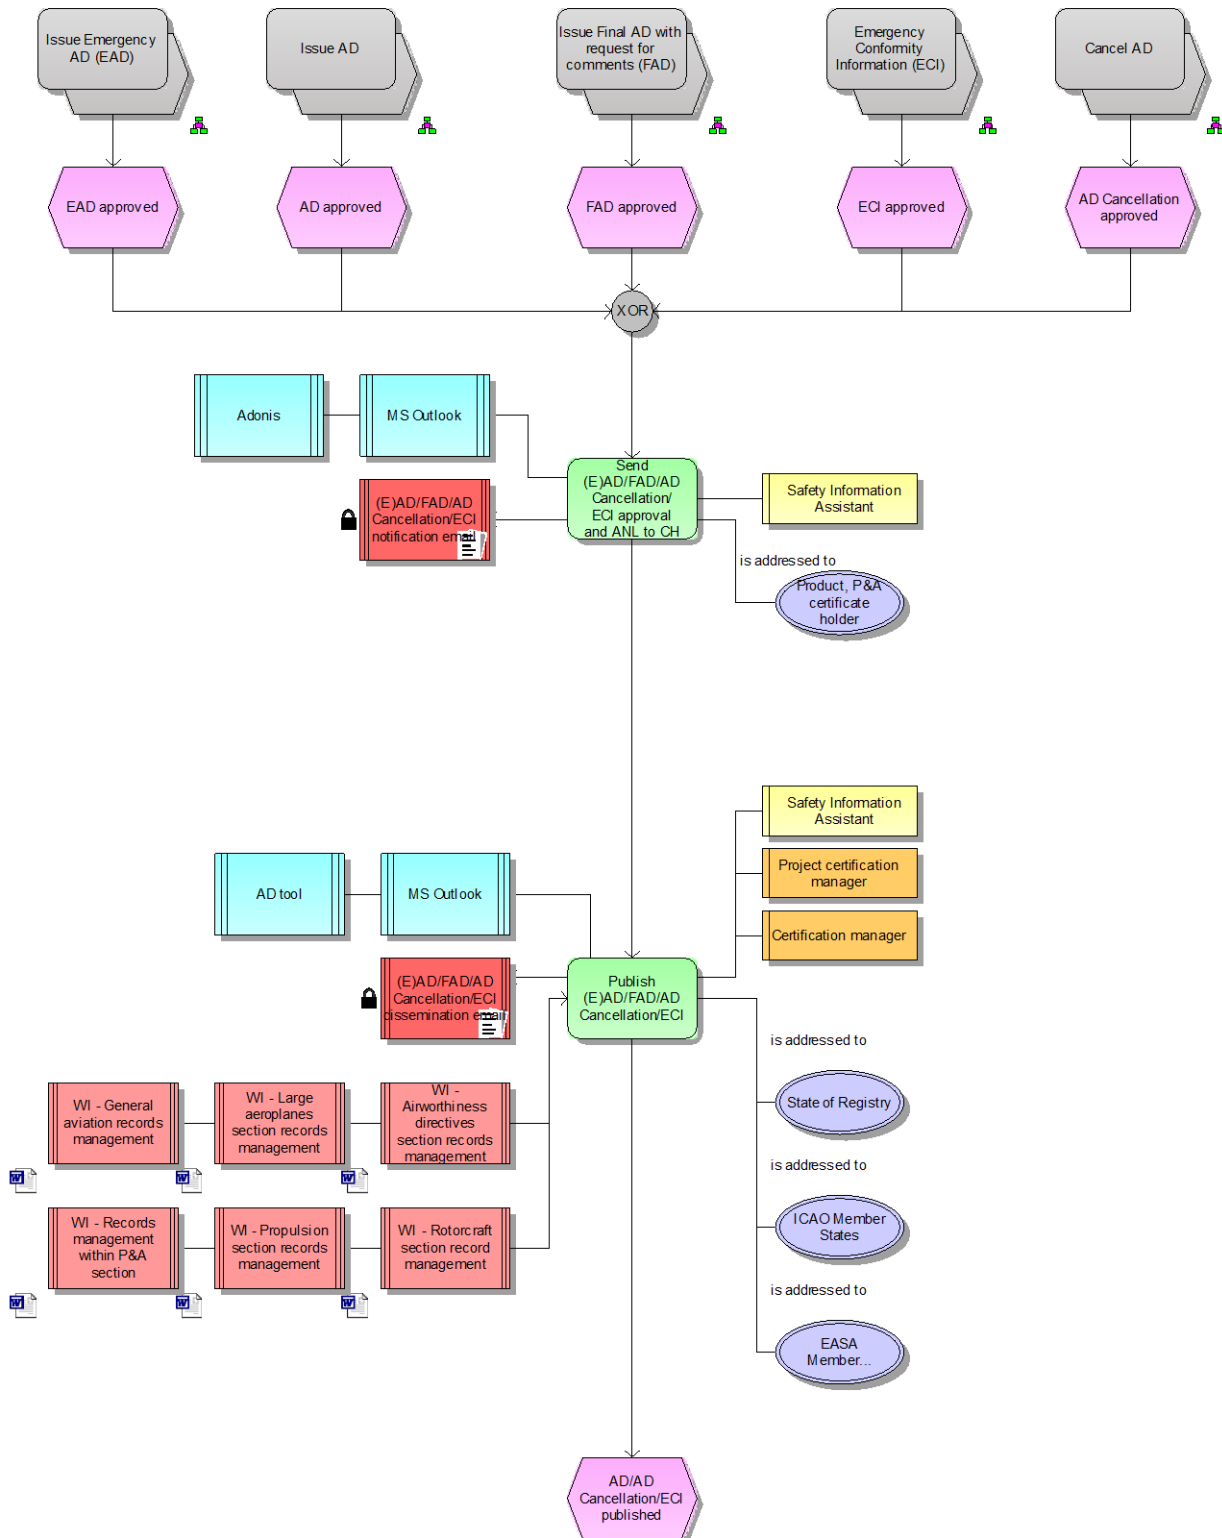 Issue Emergency
AD (EAD)
Issue AD
Issue Final AD with
request for
comments (FAD)
Emergency
Conformity
Information (ECI)
Cancel AD
EAD approved
AD approved
FAD approved
ECI approved
AD Cancellation
approved
XOR
Adonis
MS Outlook
Send
(E)AD/FAD/AD
Cancellation/
ECI approval
and ANL to CH
Safety Information
Assistant
(E)AD/FAD/AD
Cancellation/ECI
notification email
is addressed to
Product, P&A
certificate
holder
Safety Information
Assistant
Project certification
manager
Certification manager
AD tool
MS Outlook
(E)AD/FAD/AD
Cancellation/ECI
dissemination email
Publish
(E)AD/FAD/AD
Cancellation/ECI
is addressed to
State of Registry
WI - General
aviation records
management
WI - Large
aeroplanes
section records
management
WI -
Airworthiness
directives
section records
management
is addressed to
ICAO Member
States
WI - Records
management
within P&A
section
WI - Propulsion
section records
management
WI - Rotorcraft
section record
management
is addressed to
EASA
Member...
AD/AD
Cancellation/ECI
published